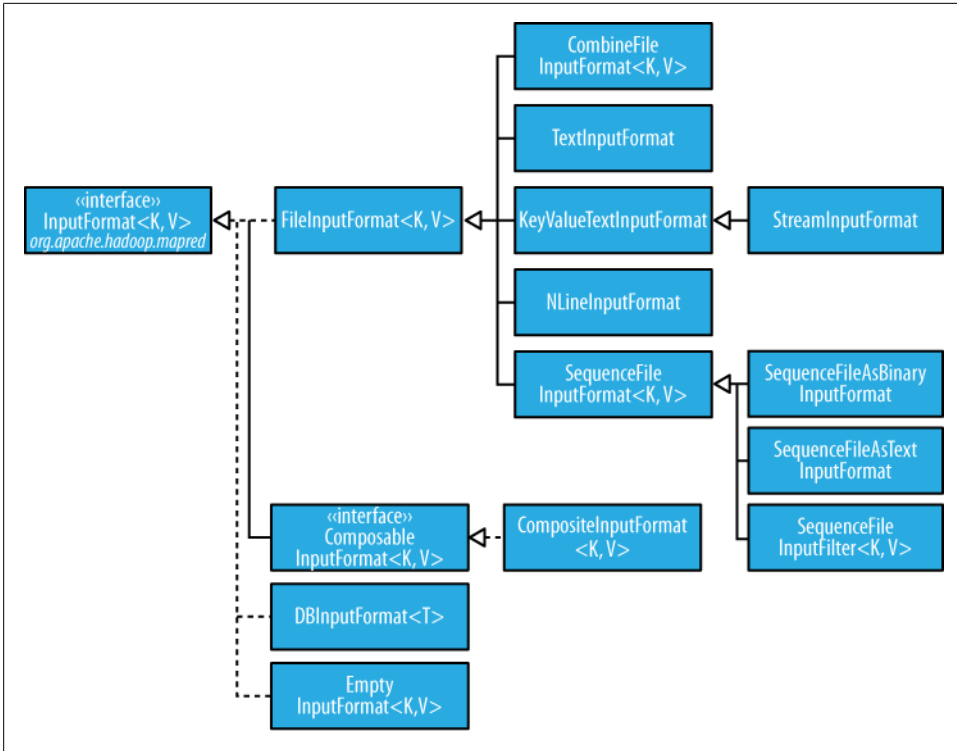 CombineFile
InputFormat<K, V>
TextInputFormat
‹‹interface››
InputFormat<K, V>
org.apache.hadoop.mapred
FileInputFormat<K, V>
KeyValueTextInputFormat
StreamInputFormat
NLineInputFormat
SequenceFile
InputFormat<K, V>
SequenceFileAsBinary
InputFormat
SequenceFileAsText
InputFormat
‹‹interface››
Composable
InputFormat<K, V>
CompositeInputFormat
<K, V>
SequenceFile
InputFilter<K, V>
DBInputFormat<T>
Empty
InputFormat<K,V>